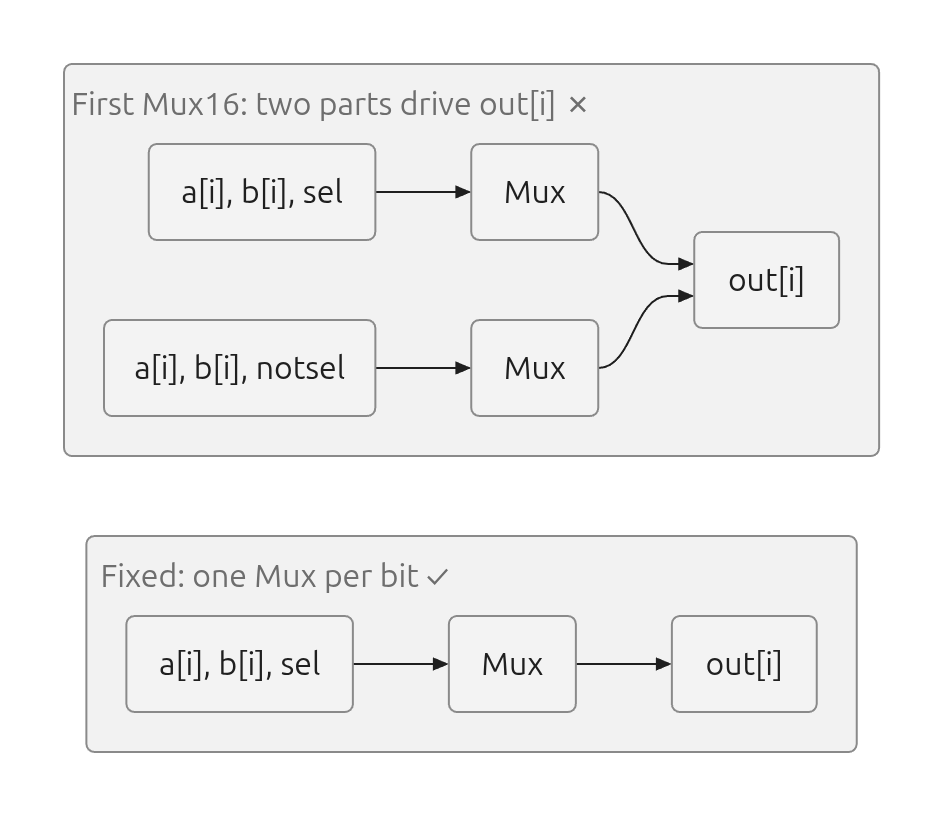 First Mux16: two parts drive out[i] ✕
a[i], b[i], sel
Mux
out[i]
a[i], b[i], notsel
Mux
Fixed: one Mux per bit ✓
a[i], b[i], sel
Mux
out[i]